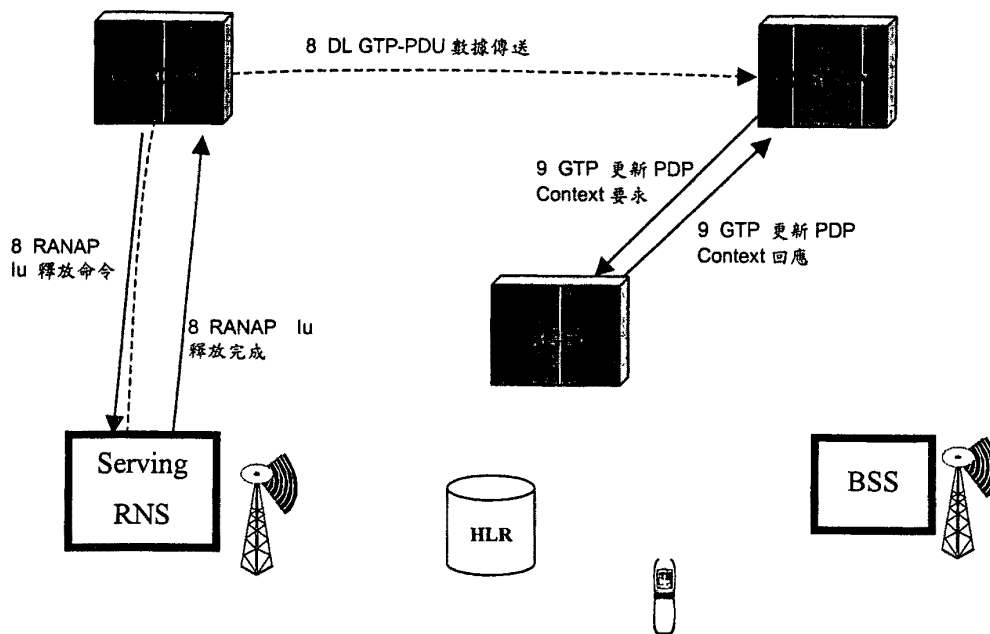 8 DL GTP-PDU 數據傳送
9 GTP 更新 PDP
Context 要求
9 GTP 更新 PDP
Context 回應
8 RANAP
Iu 釋放命令
8 RANAP Iu
釋放完成
Serving
RNS
HLR
BSS